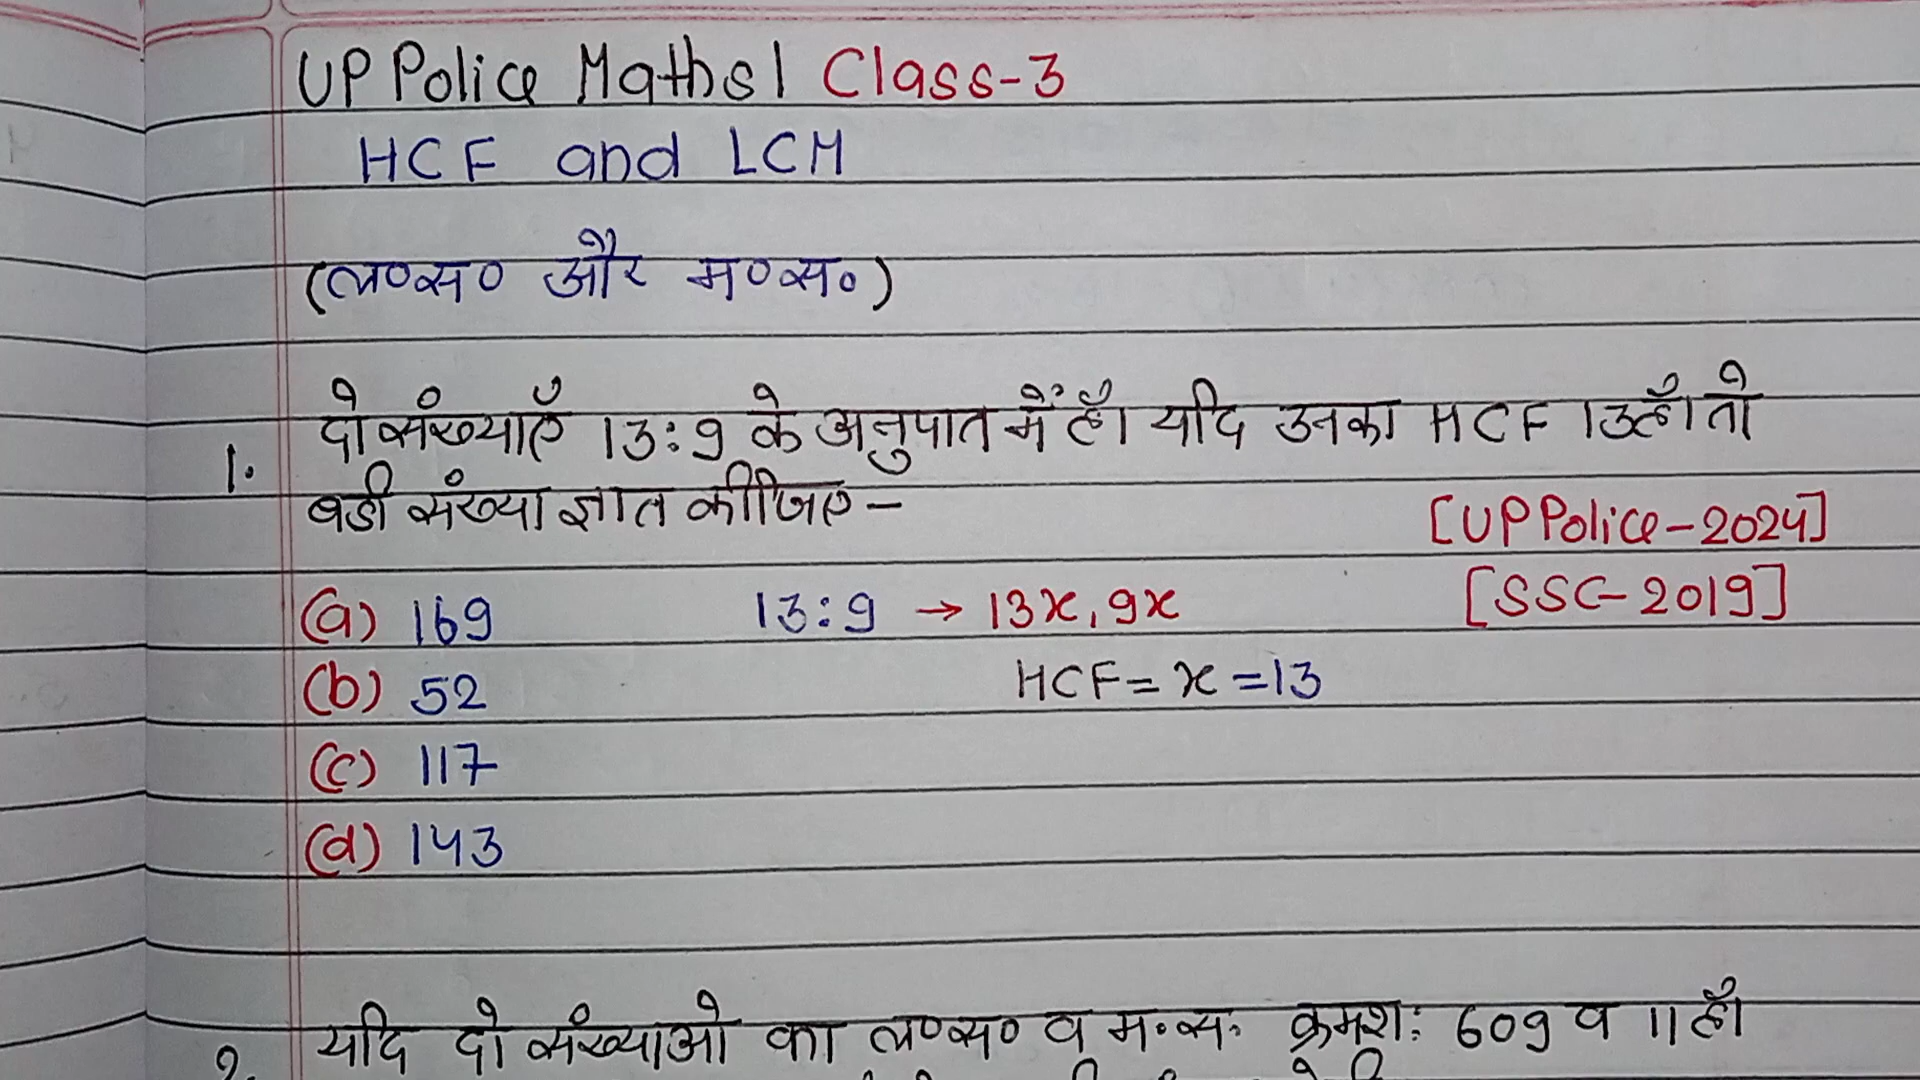 UP Police Maths। Class-3
HCF and LCM
(ल०स० और म०स०)
1. दो संख्याएँ 13:9 के अनुपात में हैं। यदि उनका HCF 13 है। तो
बडी संख्या ज्ञात कीजिए -
[UP Police-2024]
(a) 169 13:9 → 13x, 9x [SSC-2019]
(b) 52 HCF = x = 13
(c) 117
(d) 143
2. यदि दो संख्याओ का ल०स० व म.स. क्रमश: 609 व 11 है।